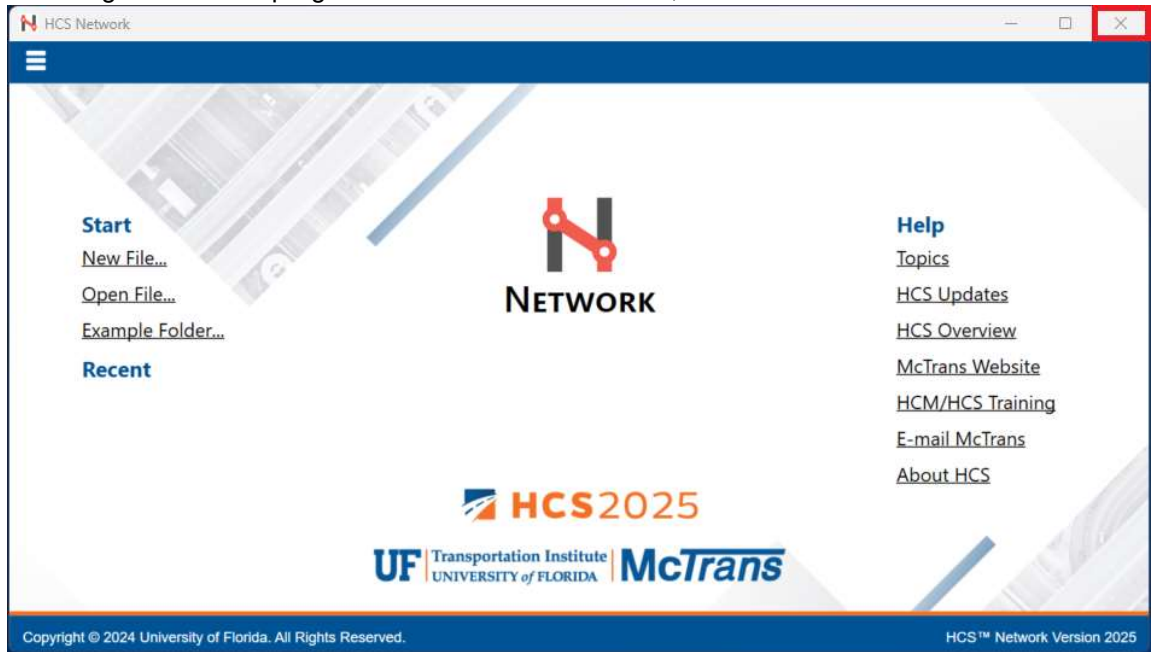 HCS Network
Start
New File...
Open File...
Example Folder...
Recent
NETWORK
Help
Topics
HCS Updates
HCS Overview
McTrans Website
HCM/HCS Training
E-mail McTrans
About HCS
HCS2025
UF Transportation Institute UNIVERSITY of FLORIDA McTrans
Copyright © 2024 University of Florida. All Rights Reserved.
HCS™ Network Version 2025